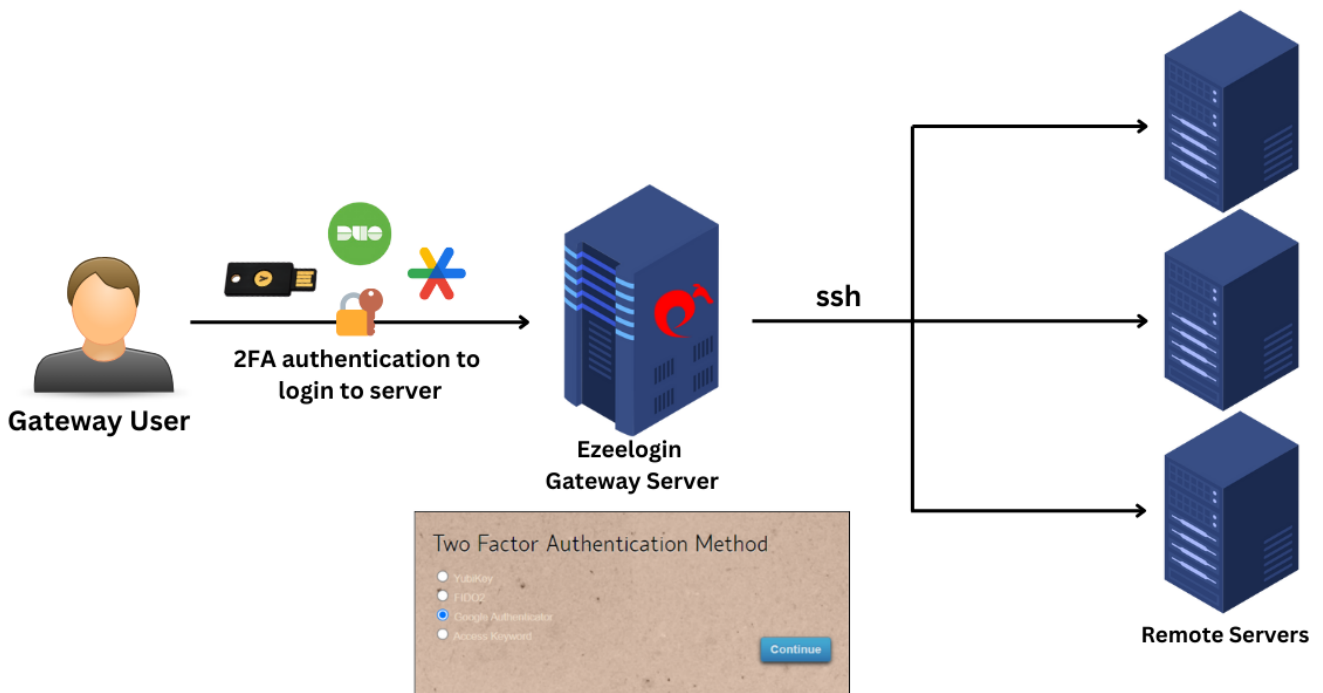 DUO
ssh
2FA authentication to
login to server
Gateway User
Ezeelogin
Gateway Server
Two Factor Authentication Method
YubiKey
FIDO2
Google Authenticator
Access Keyword
Continue
Remote Servers